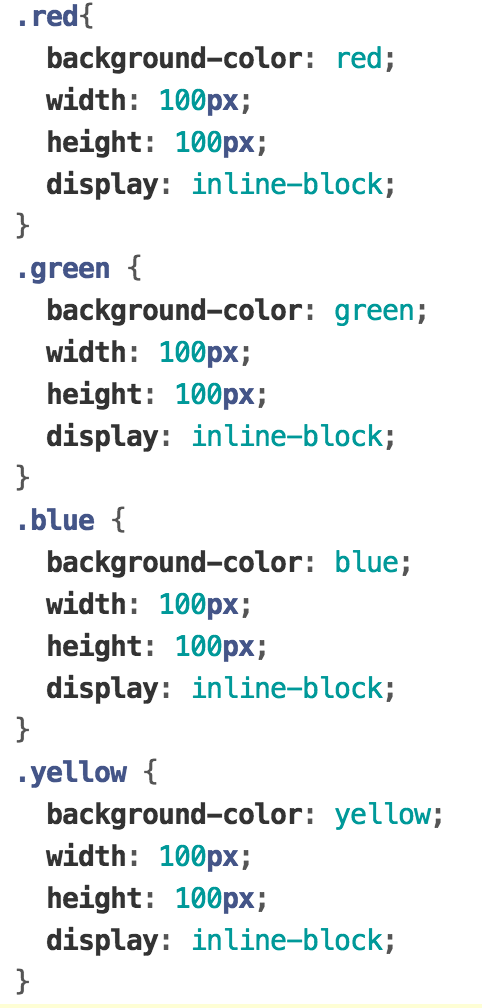 .red{
  background-color: red;
  width: 100px;
  height: 100px;
  display: inline-block;
}
.green {
  background-color: green;
  width: 100px;
  height: 100px;
  display: inline-block;
}
.blue {
  background-color: blue;
  width: 100px;
  height: 100px;
  display: inline-block;
}
.yellow {
  background-color: yellow;
  width: 100px;
  height: 100px;
  display: inline-block;
}